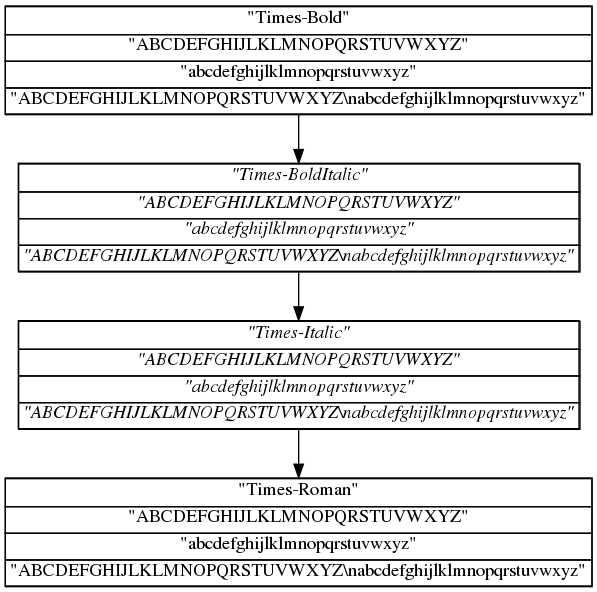 "Times-Bold"
"ABCDEFGHIJLKLMNOPQRSTUVWXYZ"
"abcdefghijlklmnopqrstuvwxyz"
"ABCDEFGHIJLKLMNOPQRSTUVWXYZ\nabcdefghijlklmnopqrstuvwxyz"
"Times-BoldItalic"
"ABCDEFGHIJLKLMNOPQRSTUVWXYZ"
"abcdefghijlklmnopqrstuvwxyz"
"ABCDEFGHIJLKLMNOPQRSTUVWXYZ\nabcdefghijlklmnopqrstuvwxyz"
"Times-Italic"
"ABCDEFGHIJLKLMNOPQRSTUVWXYZ"
"abcdefghijlklmnopqrstuvwxyz"
"ABCDEFGHIJLKLMNOPQRSTUVWXYZ\nabcdefghijlklmnopqrstuvwxyz"
"Times-Roman"
"ABCDEFGHIJLKLMNOPQRSTUVWXYZ"
"abcdefghijlklmnopqrstuvwxyz"
"ABCDEFGHIJLKLMNOPQRSTUVWXYZ\nabcdefghijlklmnopqrstuvwxyz"